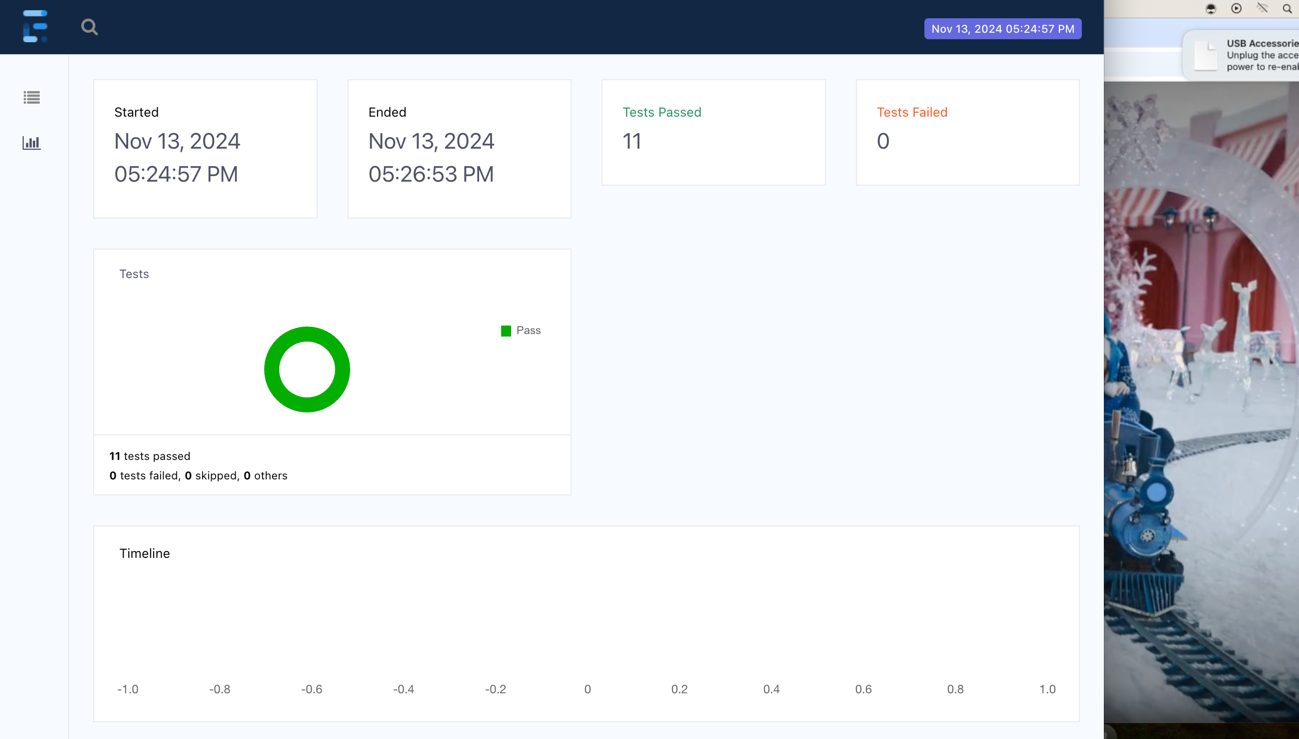 Nov 13, 2024 05:24:57 PM
USB Accessorie
Unplug the acce
power to re-enab
Started
Nov 13, 2024
05:24:57 PM
Ended
Nov 13, 2024
05:26:53 PM
Tests Passed
11
Tests Failed
0
Tests
Pass
11 tests passed
0 tests failed, 0 skipped, 0 others
Timeline
-1.0 -0.8 -0.6 -0.4 -0.2 0 0.2 0.4 0.6 0.8 1.0